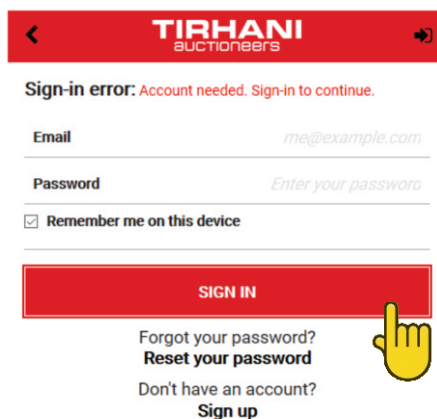 TIRHANI
auctioneers
Sign-in error: Account needed. Sign-in to continue.
Email me@example.com
Password Enter your password
Remember me on this device
SIGN IN
Forgot your password?
Reset your password
Don't have an account?
Sign up